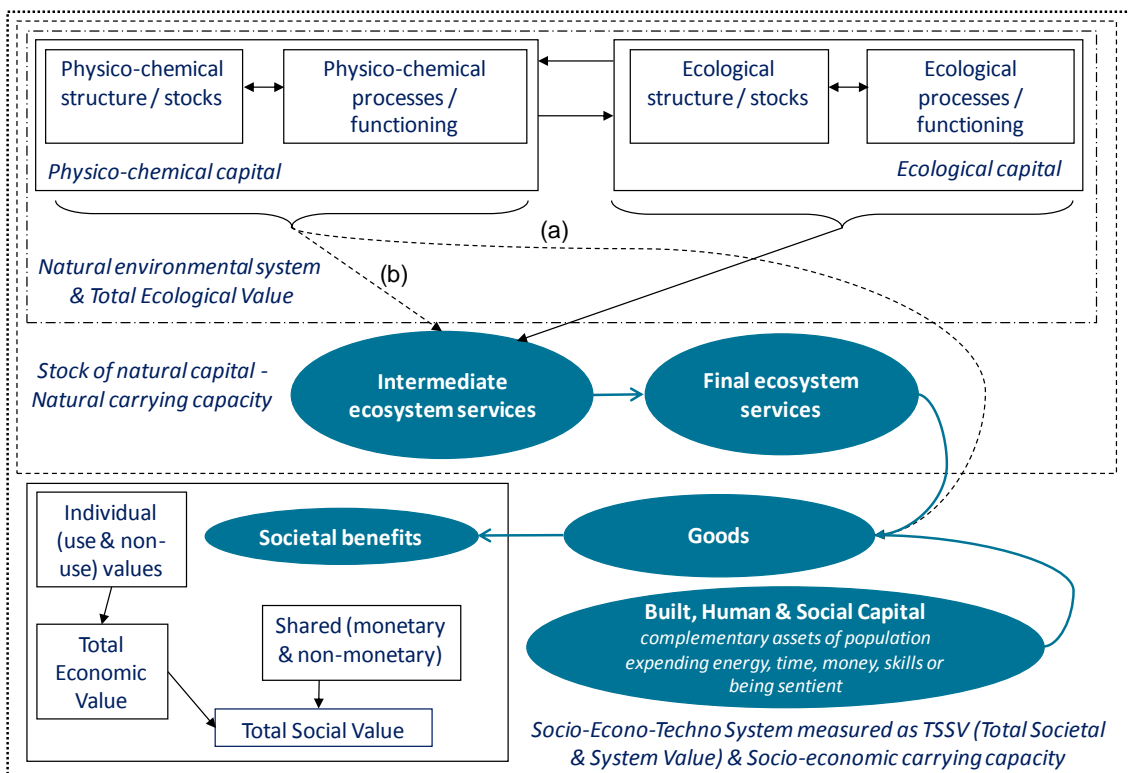 Physico-chemical
structure / stocks
Physico-chemical
processes /
functioning
Ecological
structure / stocks
Ecological
processes /
functioning
Physico-chemical capital
Ecological capital
(a)
(b)
Natural environmental system
& Total Ecological Value
Stock of natural capital -
Natural carrying capacity
Intermediate
ecosystem services
Final ecosystem
services
Individual
(use & non-
use) values
Societal benefits
Goods
Total
Economic
Value
Shared (monetary
& non-monetary)
Total Social Value
Built, Human & Social Capital
complementary assets of population
expending energy, time, money, skills or
being sentient
Socio-Econo-Techno System measured as TSSV (Total Societal
& System Value) & Socio-economic carrying capacity